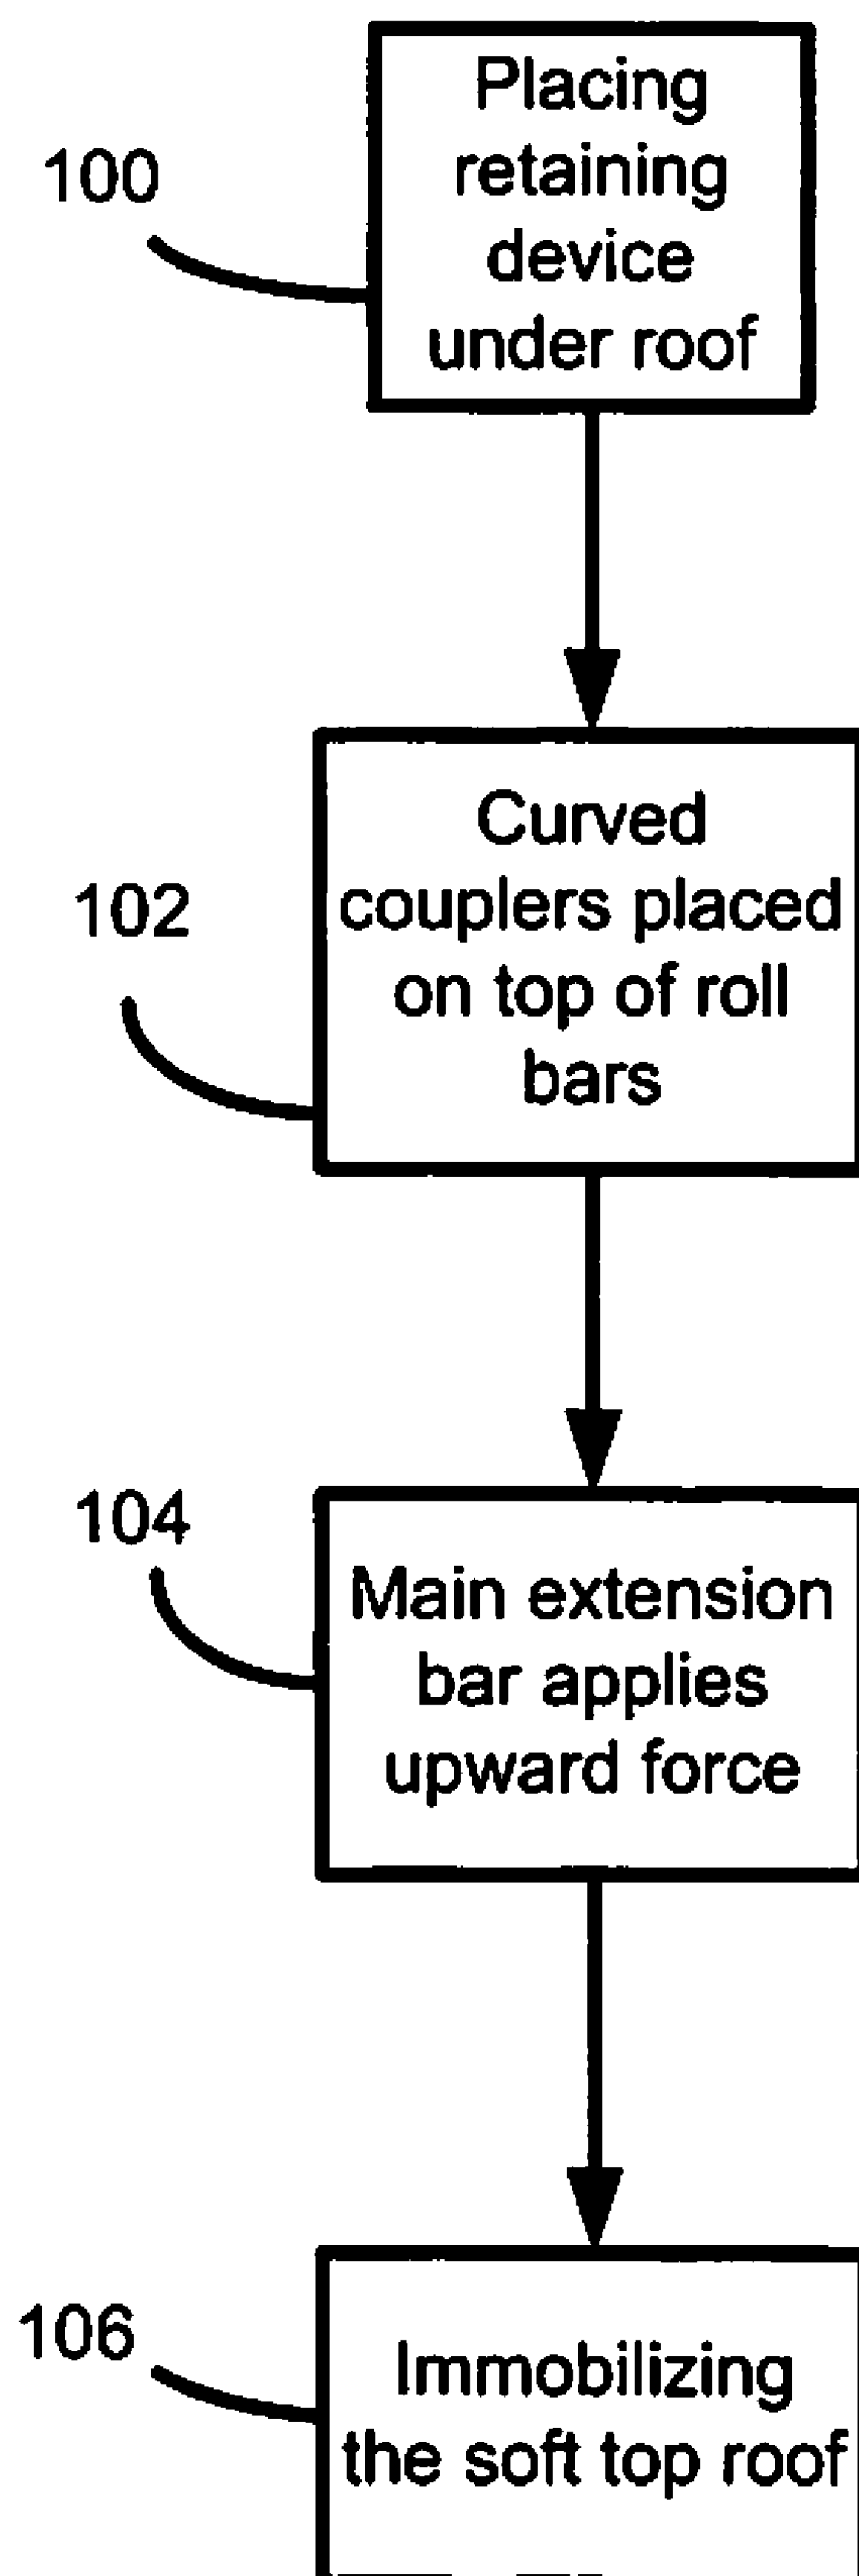 100
Placing
retaining
device
under roof
102
Curved
couplers placed
on top of roll
bars
104
Main extension
bar applies
upward force
106
Immobilizing
the soft top roof